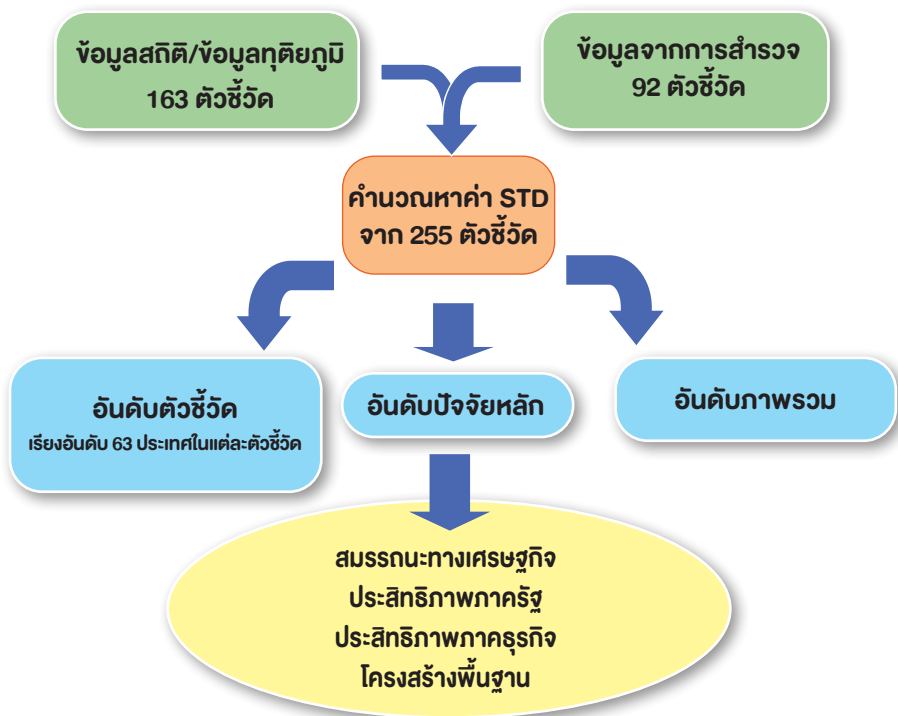 ข้อมูลสถิติ/ข้อมูลทุติยภูมิ
163 ตัวชี้วัด
ข้อมูลจากการสำรวจ
92 ตัวชี้วัด
คำนวณหาค่า STD
จาก 255 ตัวชี้วัด
อันดับตัวชี้วัด
เรียงอันดับ 63 ประเทศในแต่ละตัวชี้วัด
อันดับปัจจัยหลัก
อันดับภาพรวม
สมรรถนะทางเศรษฐกิจ
ประสิทธิภาพภาครัฐ
ประสิทธิภาพภาคธุรกิจ
โครงสร้างพื้นฐาน